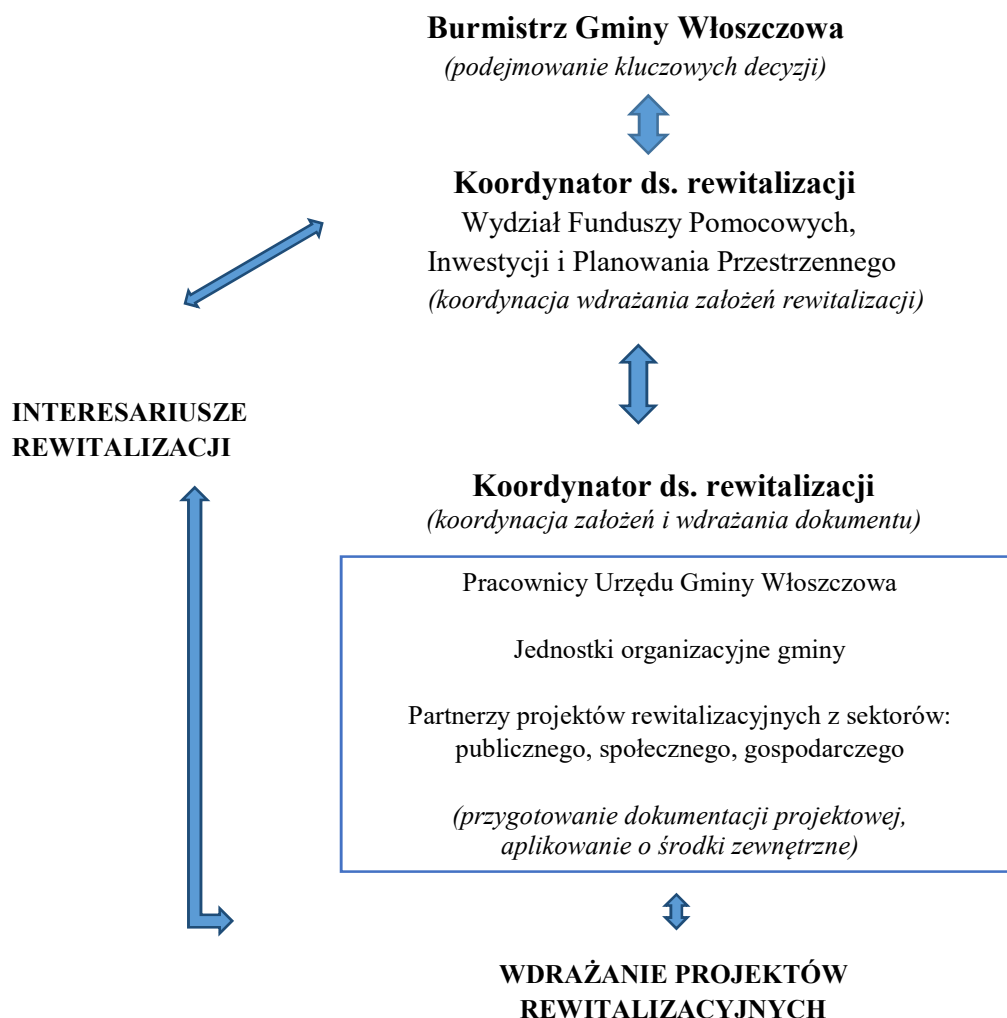 Burmistrz Gminy Włoszczowa
(podejmowanie kluczowych decyzji)
Koordynator ds. rewitalizacji
Wydział Funduszy Pomocowych,
Inwestycji i Planowania Przestrzennego
(koordynacja wdrażania założeń rewitalizacji)
INTERESARIUSZE
REWITALIZACJI
Koordynator ds. rewitalizacji
(koordynacja założeń i wdrażania dokumentu)
Pracownicy Urzędu Gminy Włoszczowa
Jednostki organizacyjne gminy
Partnerzy projektów rewitalizacyjnych z sektorów:
publicznego, społecznego, gospodarczego
(przygotowanie dokumentacji projektowej,
aplikowanie o środki zewnętrzne)
WDRAŻANIE PROJEKTÓW
REWITALIZACYJNYCH